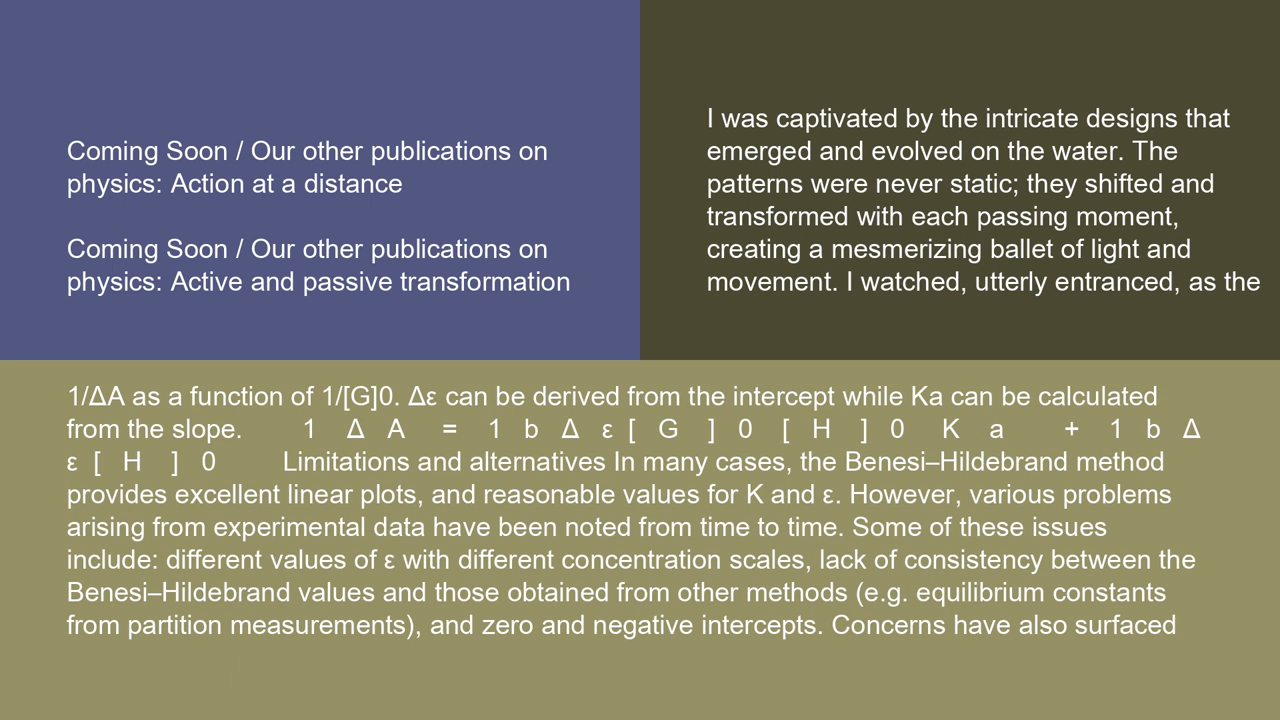 Coming Soon / Our other publications on
physics: Action at a distance
Coming Soon / Our other publications on
physics: Active and passive transformation
I was captivated by the intricate designs that
emerged and evolved on the water. The
patterns were never static; they shifted and
transformed with each passing moment,
creating a mesmerizing ballet of light and
movement. I watched, utterly entranced, as the
1/ΔA as a function of 1/[G]0. Δε can be derived from the intercept while Ka can be calculated
from the slope. 1 Δ A = 1 b Δ ε [ G ] 0 [ H ] 0 K a + 1 b Δ
ε [ H ] 0 Limitations and alternatives In many cases, the Benesi–Hildebrand method
provides excellent linear plots, and reasonable values for K and ε. However, various problems
arising from experimental data have been noted from time to time. Some of these issues
include: different values of ε with different concentration scales, lack of consistency between the
Benesi–Hildebrand values and those obtained from other methods (e.g. equilibrium constants
from partition measurements), and zero and negative intercepts. Concerns have also surfaced